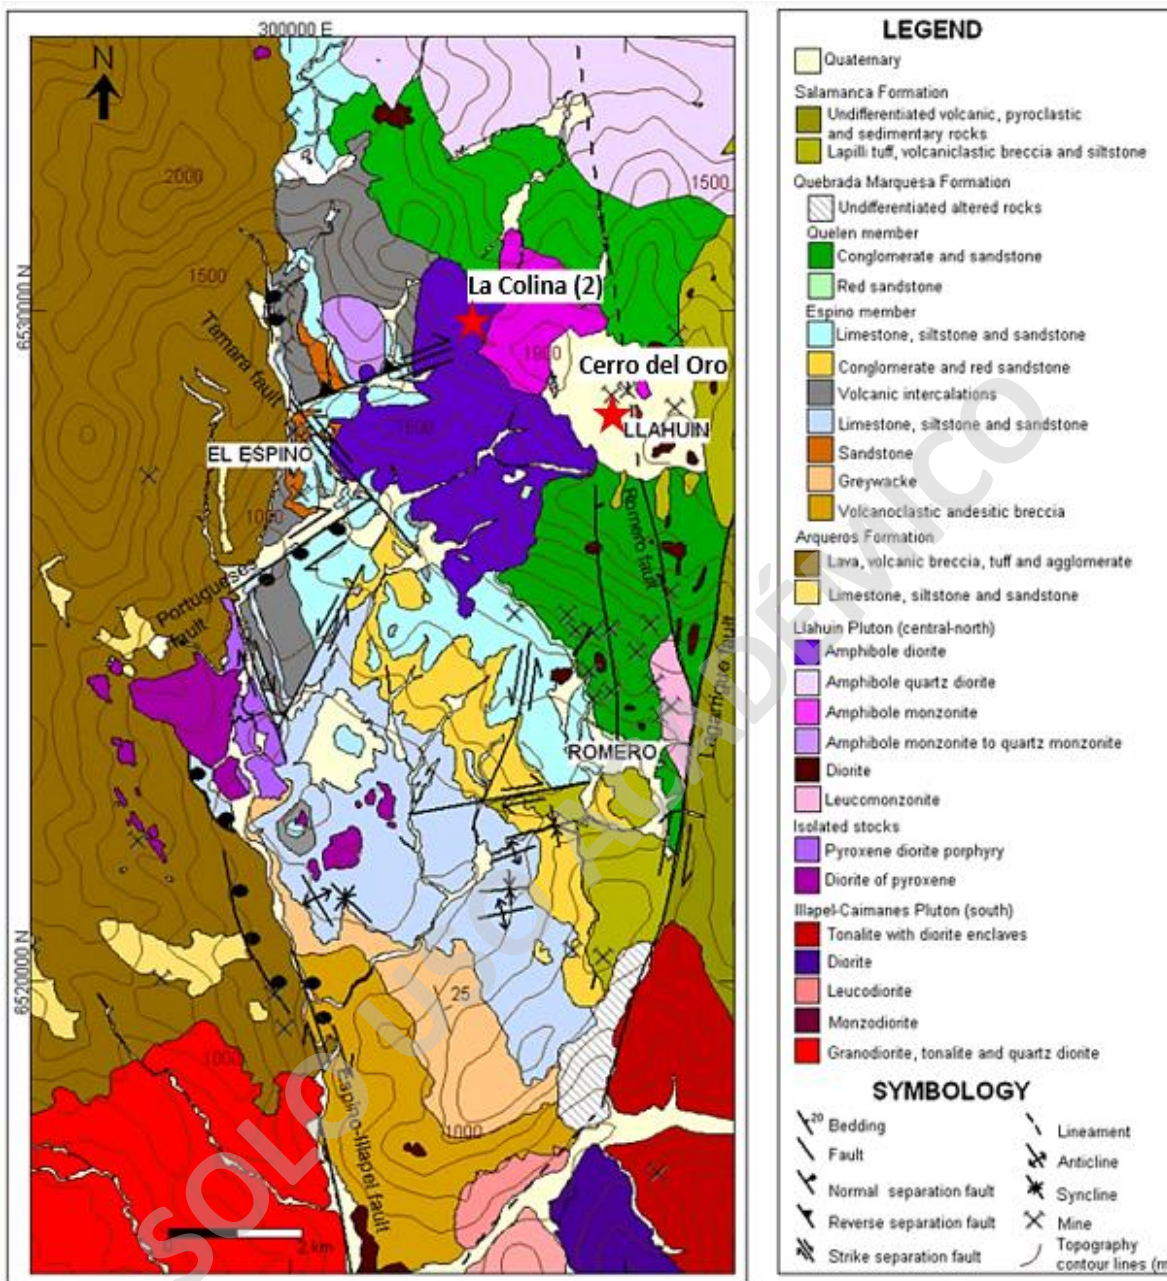 300000 E
N
2000
1500
La Colina (2)
1500
6530000 N
Tamara fault
Cerro del Oro
LLAHUIN
EL ESPINO
1000
Romero fault
Portugueses
fault
Lagarrigue fault
ROMERO
6520000 N
25
1000
1000
Espino-Illapel fault
0
2 km
SOLO USO ACADÉMICO
LEGEND
Quaternary
Salamanca Formation
Undifferentiated volcanic, pyroclastic
and sedimentary rocks
Lapilli tuff, volcaniclastic breccia and siltstone
Quebrada Marquesa Formation
Undifferentiated altered rocks
Quelen member
Conglomerate and sandstone
Red sandstone
Espino member
Limestone, siltstone and sandstone
Conglomerate and red sandstone
Volcanic intercalations
Limestone, siltstone and sandstone
Sandstone
Greywacke
Volcanoclastic andesitic breccia
Arqueros Formation
Lava, volcanic breccia, tuff and agglomerate
Limestone, siltstone and sandstone
Llahuin Pluton (central-north)
Amphibole diorite
Amphibole quartz diorite
Amphibole monzonite
Amphibole monzonite to quartz monzonite
Diorite
Leucomonzonite
Isolated stocks
Pyroxene diorite porphyry
Diorite of pyroxene
Illapel-Caimanes Pluton (south)
Tonalite with diorite enclaves
Diorite
Leucodiorite
Monzodiorite
Granodiorite, tonalite and quartz diorite
SYMBOLOGY
20 Bedding
Fault
Normal separation fault
Reverse separation fault
Strike separation fault
Lineament
Anticline
Syncline
Mine
Topography
contour lines (m